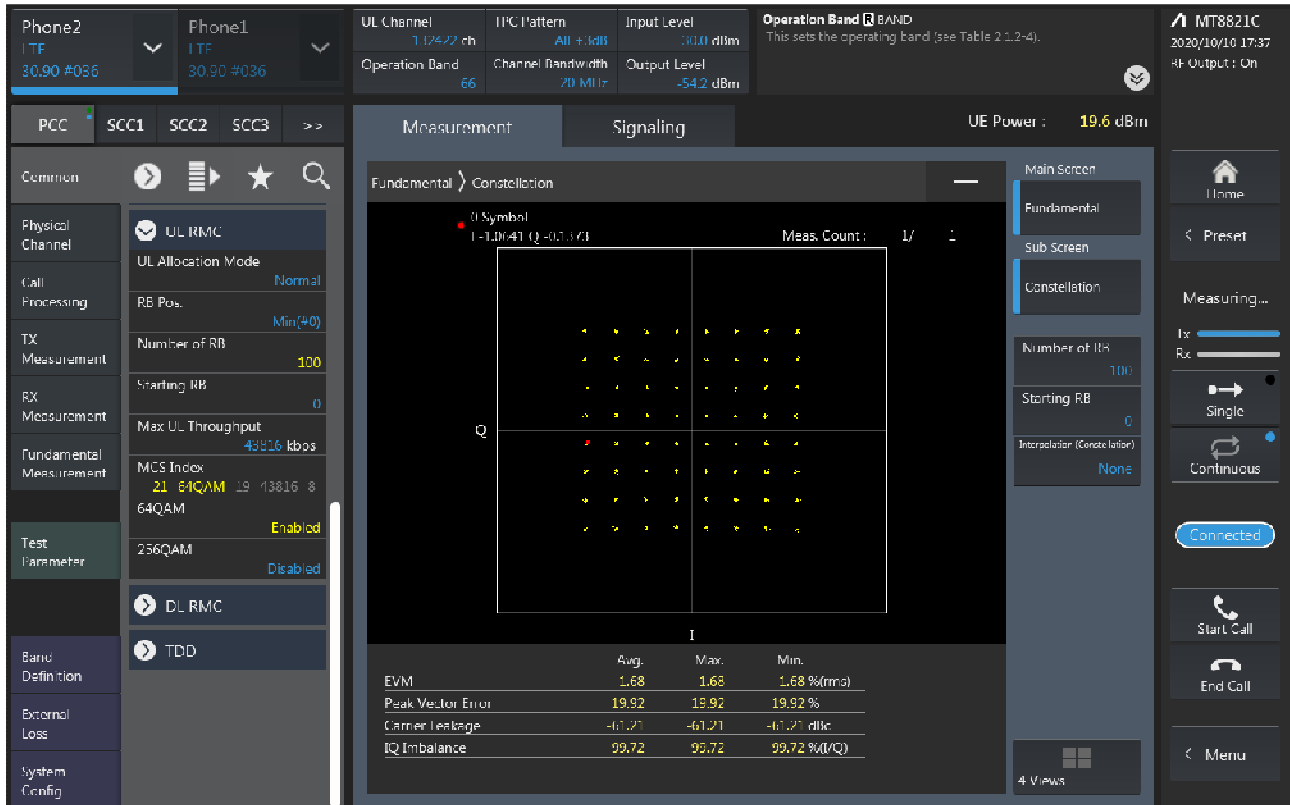 Phone2
LTE
30.90 #036
Phone1
LTE
30.90 #036
UL Channel
132422 ch
TPC Pattern
All +3dB
Input Level
30.0 dBm
Operation Band
66
Channel Bandwidth
20 MHz
Output Level
-54.2 dBm
Operation Band R BAND
This sets the operating band (see Table 2.1.2-4).
MT8821C
2020/10/10 17:37
RF Output : On
PCC
SCC1
SCC2
SCC3
>>
Measurement
Signaling
UE Power : 19.6 dBm
Common
Physical
Channel
Call
Processing
TX
Measurement
RX
Measurement
Fundamental
Measurement
Test
Parameter
Band
Definition
External
Loss
System
Config
UL RMC
UL Allocation Mode
Normal
RB Pos.
Min(#0)
Number of RB
100
Starting RB
0
Max UL Throughput
43816 kbps
MCS Index
21 64QAM 19 43816 8
64QAM
Enabled
256QAM
Disabled
DL RMC
TDD
Fundamental > Constellation
0 Symbol
I -1.0641 Q -0.1373
Meas. Count : 1/ 1
Q
I
Avg. Max. Min.
EVM 1.68 1.68 1.68 %(rms)
Peak Vector Error 19.92 19.92 19.92 %
Carrier Leakage -61.21 -61.21 -61.21 dBc
IQ Imbalance 99.72 99.72 99.72 %(I/Q)
Main Screen
Fundamental
Sub Screen
Constellation
Number of RB
100
Starting RB
0
Interpolation (Constellation)
None
4 Views
Home
< Preset
Measuring...
Tx
Rx
Single
Continuous
Connected
Start Call
End Call
< Menu